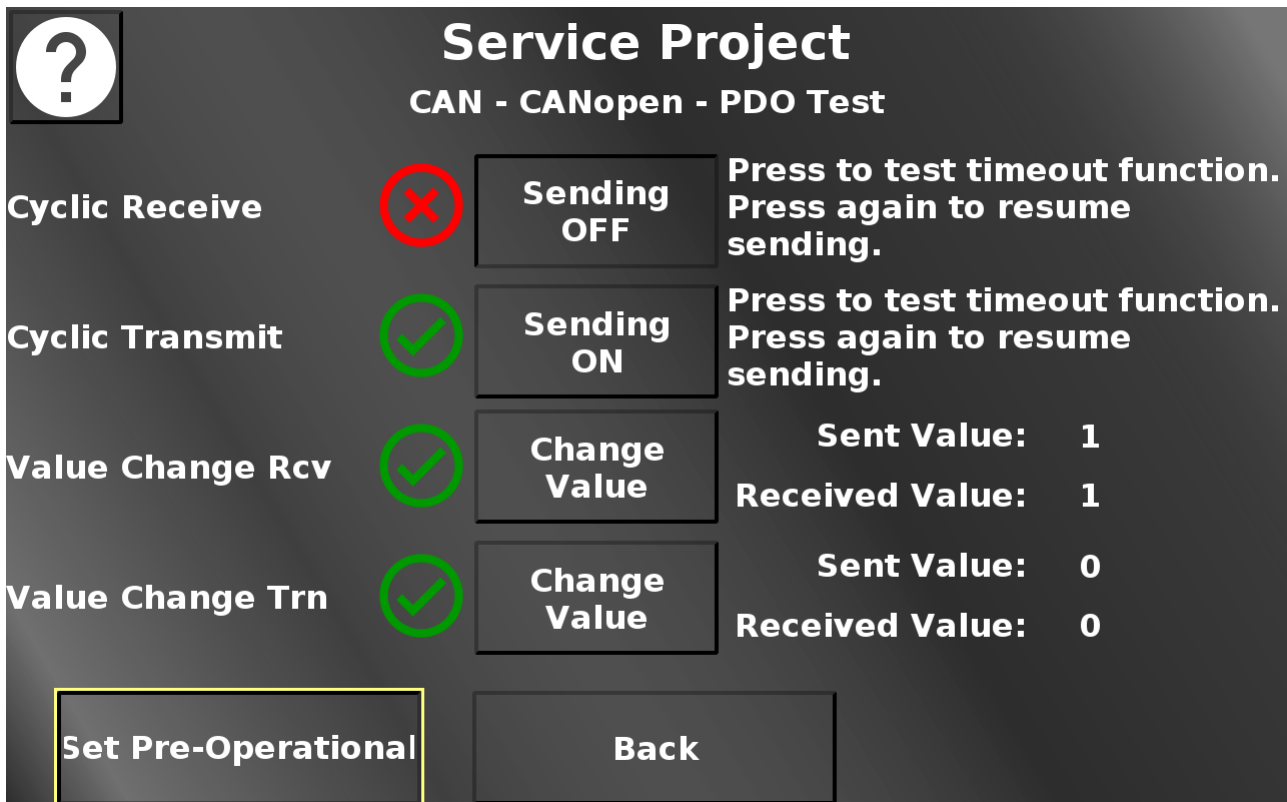 ?
Service Project
CAN - CANopen - PDO Test
Cyclic Receive
Sending
OFF
Press to test timeout function.
Press again to resume
sending.
Cyclic Transmit
Sending
ON
Press to test timeout function.
Press again to resume
sending.
Value Change Rcv
Change
Value
Sent Value: 1
Received Value: 1
Value Change Trn
Change
Value
Sent Value: 0
Received Value: 0
Set Pre-Operational
Back